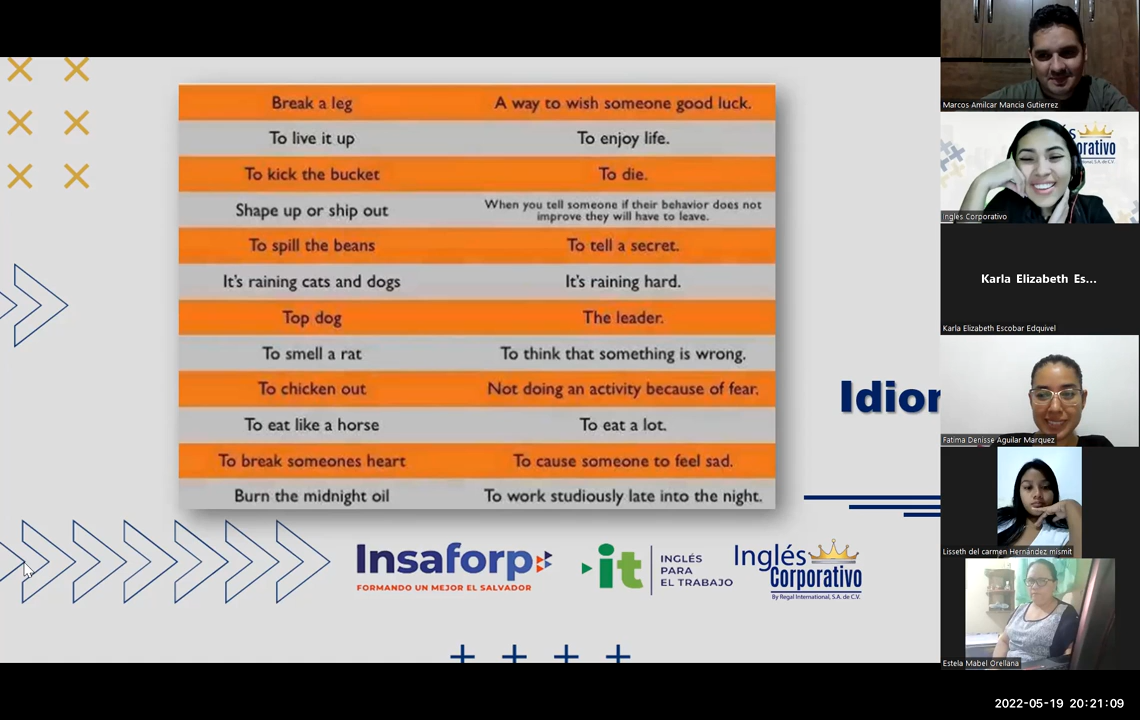 Break a leg A way to wish someone good luck.
To live it up To enjoy life.
To kick the bucket To die.
Shape up or ship out When you tell someone if their behavior does not
improve they will have to leave.
To spill the beans To tell a secret.
It's raining cats and dogs It's raining hard.
Top dog The leader.
To smell a rat To think that something is wrong.
To chicken out Not doing an activity because of fear.
To eat like a horse To eat a lot.
To break someones heart To cause someone to feel sad.
Burn the midnight oil To work studiously late into the night.
Insaforp
FORMANDO UN MEJOR EL SALVADOR
it
INGLÉS
PARA
EL TRABAJO
Inglés
Corporativo
By Regal International, S.A. de C.V.
Marcos Amilcar Mancia Gutierrez
Ingles Corporativo
Karla Elizabeth Es...
Karla Elizabeth Escobar Edquivel
Fatima Denisse Aguilar Marquez
Lisseth del carmen Hernández mismit
Estela Mabel Orellana
2022-05-19 20:21:09